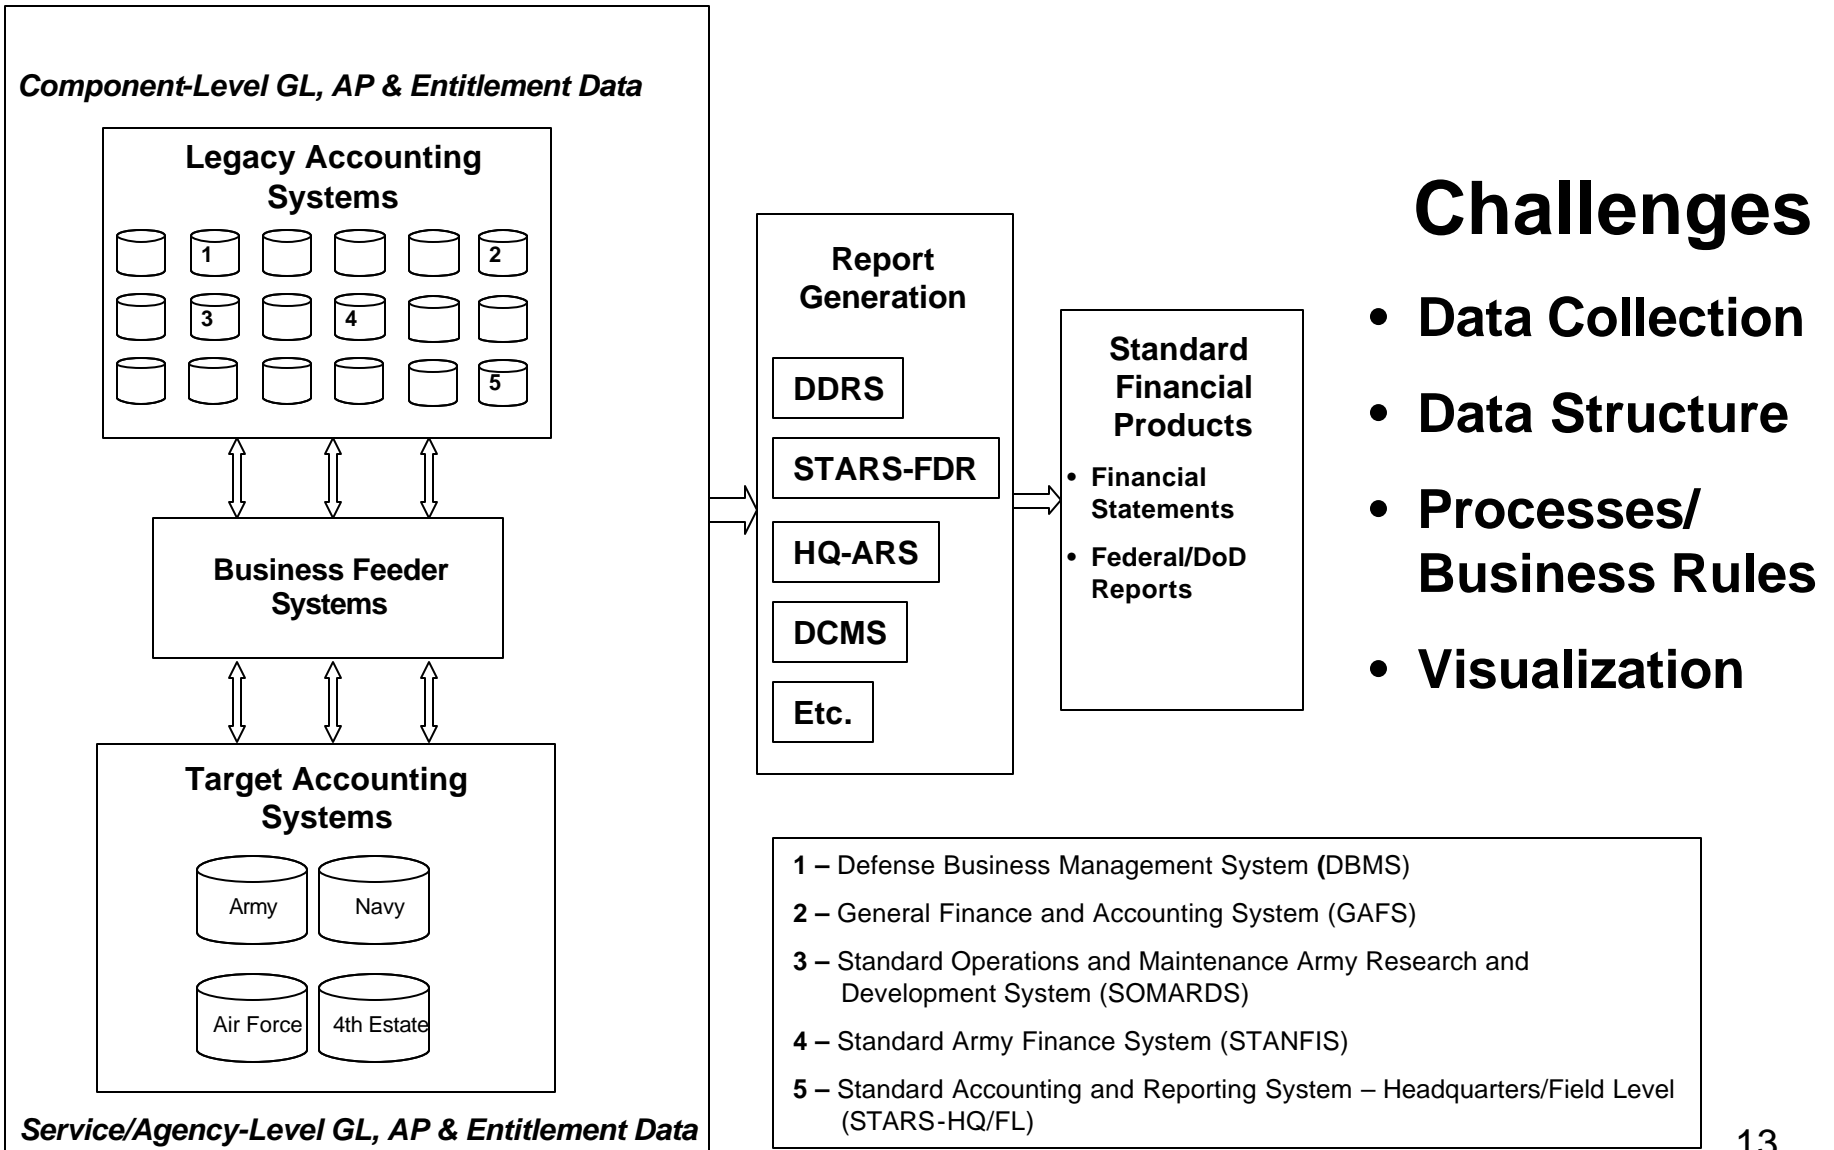 Component-Level GL, AP & Entitlement Data
Legacy Accounting
Systems
1
2
3
4
5
Business Feeder
Systems
Target Accounting
Systems
Army
Navy
Air Force
4th Estate
Service/Agency-Level GL, AP & Entitlement Data
Report
Generation
DDRS
STARS-FDR
HQ-ARS
DCMS
Etc.
Standard
Financial
Products
• Financial
Statements
• Federal/DoD
Reports
Challenges
• Data Collection
• Data Structure
• Processes/
Business Rules
• Visualization
1 – Defense Business Management System (DBMS)
2 – General Finance and Accounting System (GAFS)
3 – Standard Operations and Maintenance Army Research and
Development System (SOMARDS)
4 – Standard Army Finance System (STANFIS)
5 – Standard Accounting and Reporting System – Headquarters/Field Level
(STARS-HQ/FL)
13